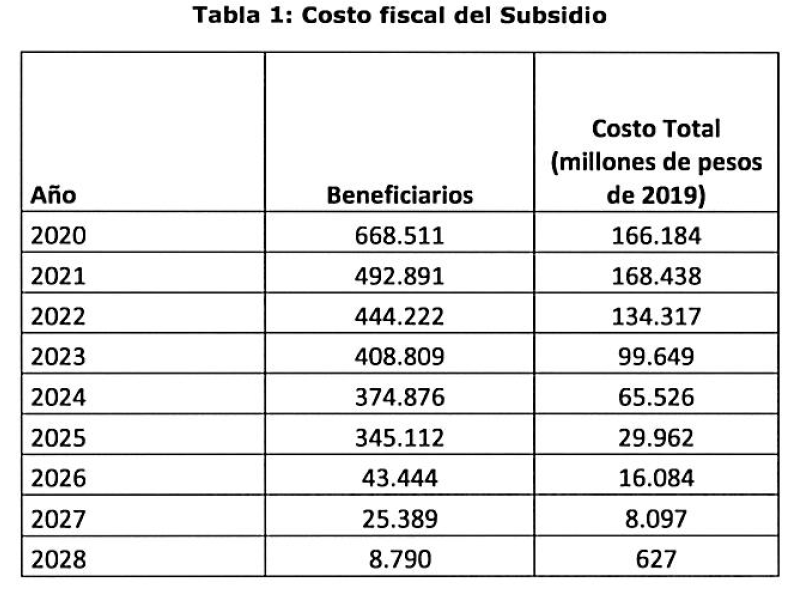 Tabla 1: Costo fiscal del Subsidio
Año Beneficiarios Costo Total (millones de pesos de 2019)
2020 668.511 166.184
2021 492.891 168.438
2022 444.222 134.317
2023 408.809 99.649
2024 374.876 65.526
2025 345.112 29.962
2026 43.444 16.084
2027 25.389 8.097
2028 8.790 627